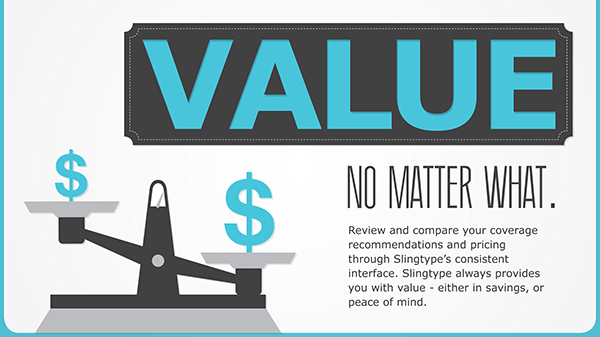 VALUE
NO MATTER WHAT.
$
$
Review and compare your coverage
recommendations and pricing
through Slingtype's consistent
interface. Slingtype always provides
you with value - either in savings, or
peace of mind.